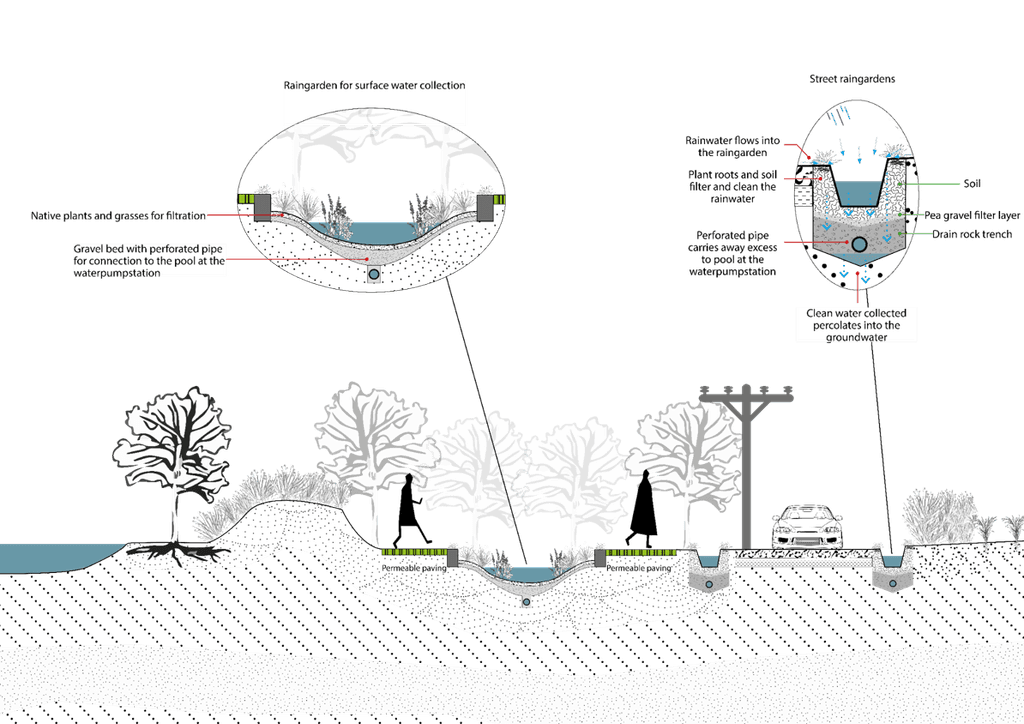 Raingarden for surface water collection
Native plants and grasses for filtration
Gravel bed with perforated pipe
for connection to the pool at the
waterpumpstation
Street raingardens
Rainwater flows into
the raingarden
Plant roots and soil
filter and clean the
rainwater
Perforated pipe
carries away excess
to pool at the
waterpumpstation
Soil
Pea gravel filter layer
Drain rock trench
Clean water collected
percolates into the
groundwater
Permeable paving
Permeable paving